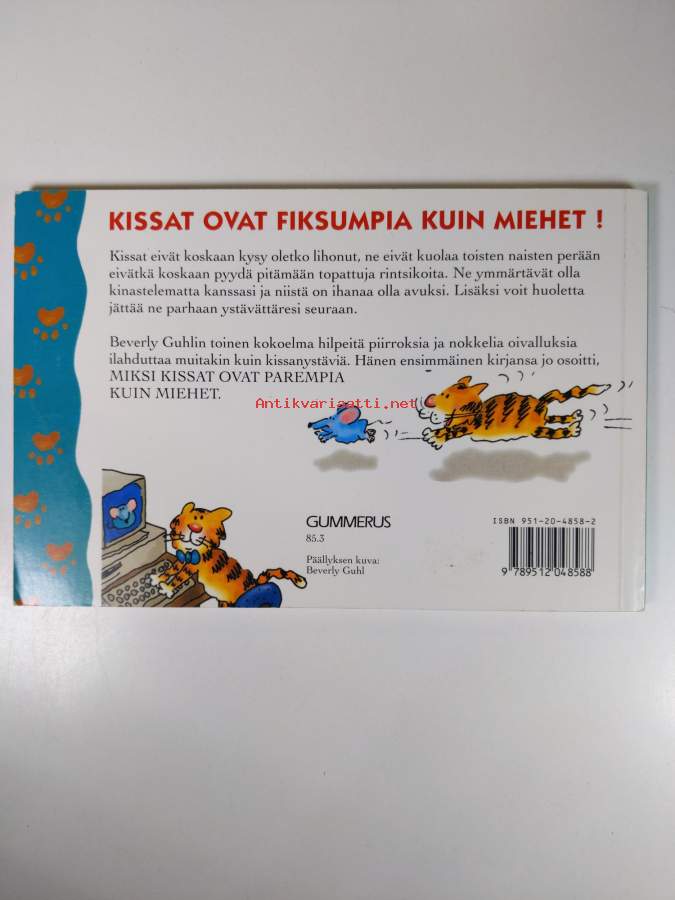 KISSAT OVAT FIKSUMPIA KUIN MIEHET !
Kissat eivät koskaan kysy oletko lihonut, ne eivät kuolaa toisten naisten perään
eivätkä koskaan pyydä pitämään topattuja rintsikoita. Ne ymmärtävät olla
kinastelematta kanssasi ja niistä on ihanaa olla avuksi. Lisäksi voit huoletta
jättää ne parhaan ystävättäresi seuraan.
Beverly Guhlin toinen kokoelma hilpeitä piirroksia ja nokkelia oivalluksia
ilahduttaa muitakin kuin kissanystäviä. Hänen ensimmäinen kirjansa jo osoitti,
MIKSI KISSAT OVAT PAREMPIA
KUIN MIEHET.
Antikvariaatti.net
GUMMERUS
85.3
Päällyksen kuva:
Beverly Guhl
ISBN 951-20-4858-2
9 789512 048588